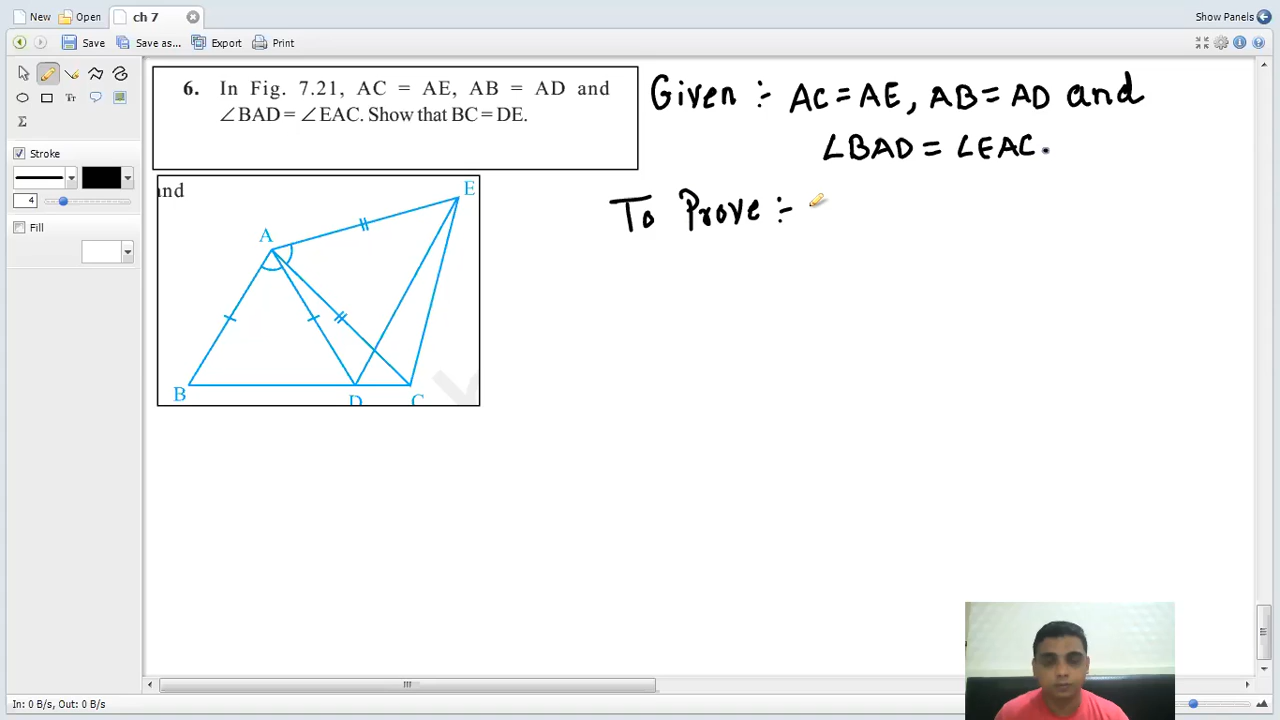 New Open ch 7 Show Panels
Save Save as... Export Print
Tr
Σ
Stroke
4
Fill
6. In Fig. 7.21, AC = AE, AB = AD and
∠BAD = ∠EAC. Show that BC = DE.
and
E
A
B
D
C
Given :- AC = AE, AB = AD and
∠BAD = ∠EAC.
To Prove :-
In: 0 B/s, Out: 0 B/s